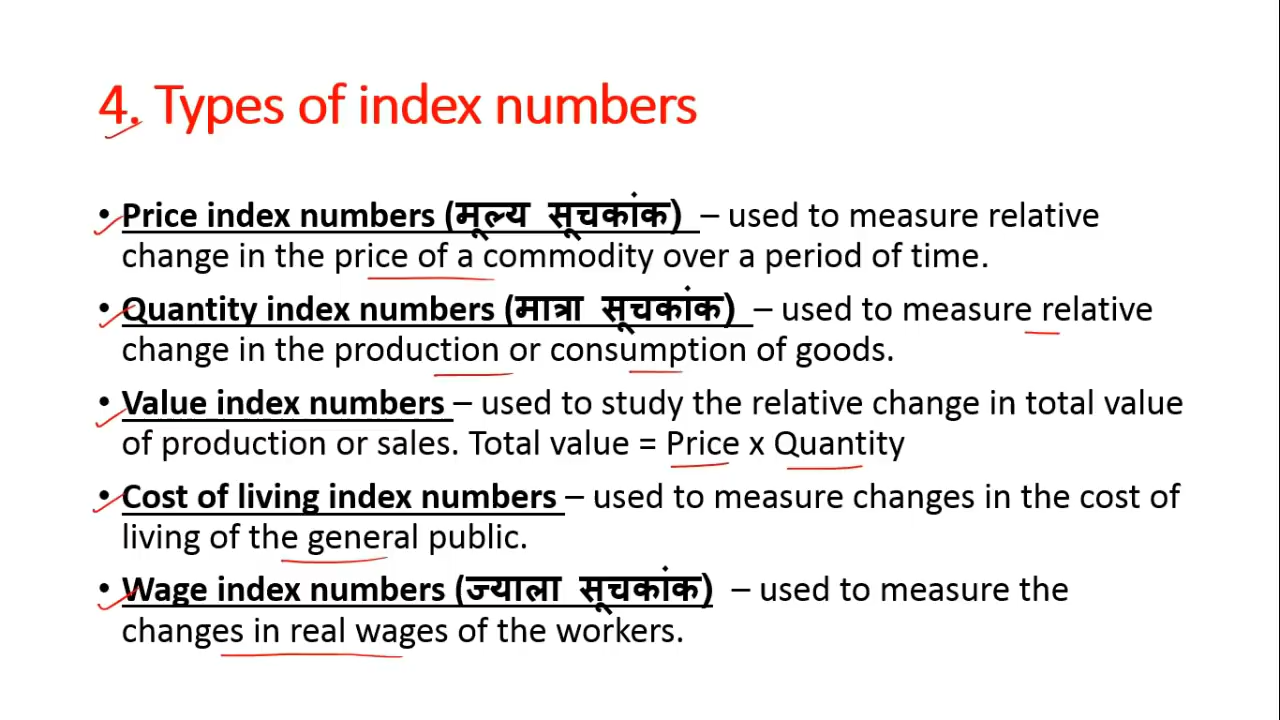 4. Types of index numbers
• Price index numbers (मूल्य सूचकांक) – used to measure relative
change in the price of a commodity over a period of time.
• Quantity index numbers (मात्रा सूचकांक) – used to measure relative
change in the production or consumption of goods.
• Value index numbers – used to study the relative change in total value
of production or sales. Total value = Price x Quantity
• Cost of living index numbers – used to measure changes in the cost of
living of the general public.
• Wage index numbers (ज्याला सूचकांक) – used to measure the
changes in real wages of the workers.